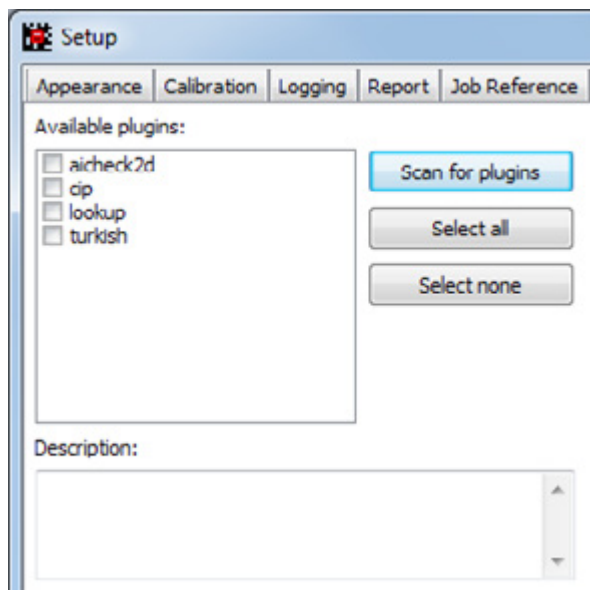 Setup
Appearance Calibration Logging Report Job Reference
Available plugins:
aicheck2d
cip
lookup
turkish
Scan for plugins
Select all
Select none
Description: